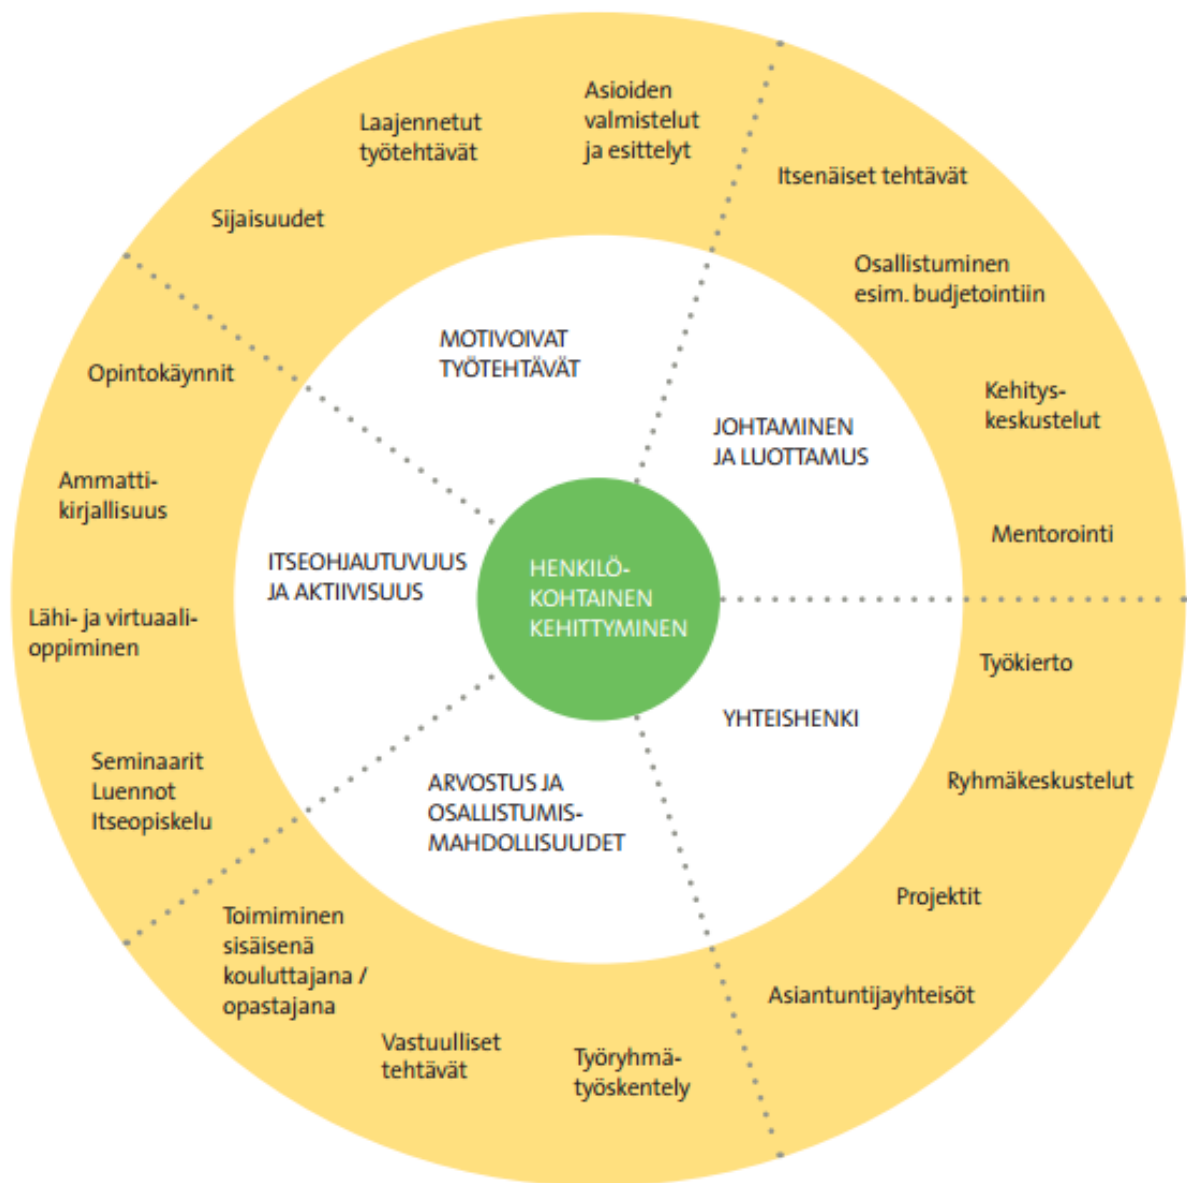 Asioiden
valmistelut
ja esittelyt
Laajennetut
työtehtävät
Sijaisuudet
Itsenäiset tehtävät
Osallistuminen
esim. budjetointiin
Kehitys-
keskustelut
Mentorointi
Työkierto
Ryhmäkeskustelut
Projektit
Asiantuntijayhteisöt
Työryhmä-
työskentely
Vastuulliset
tehtävät
Toimiminen
sisäisenä
kouluttajana /
opastajana
Seminaarit
Luennot
Itseopiskelu
Lähi- ja virtuaali-
oppiminen
Ammatti-
kirjallisuus
Opintokäynnit
MOTIVOIVAT
TYÖTEHTÄVÄT
JOHTAMINEN
JA LUOTTAMUS
YHTEISHENKI
ARVOSTUS JA
OSALLISTUMIS-
MAHDOLLISUUDET
ITSEOHJAUTUVUUS
JA AKTIIVISUUS
HENKILÖ-
KOHTAINEN
KEHITTYMINEN